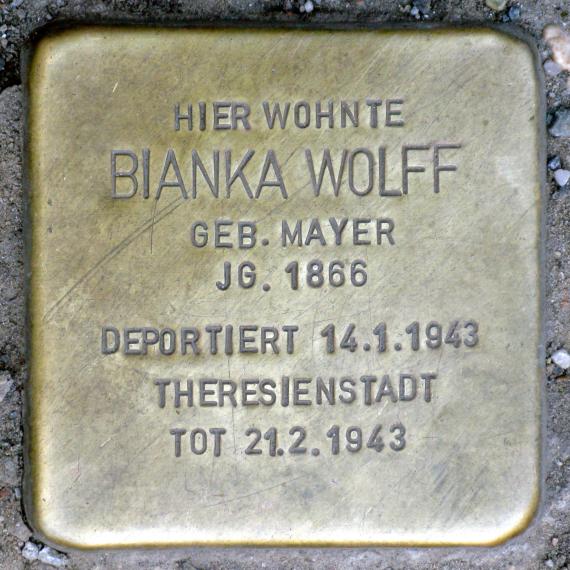 HIER WOHNTE
BIANKA WOLFF
GEB. MAYER
JG. 1866
DEPORTIERT 14.1.1943
THERESIENSTADT
TOT 21.2.1943